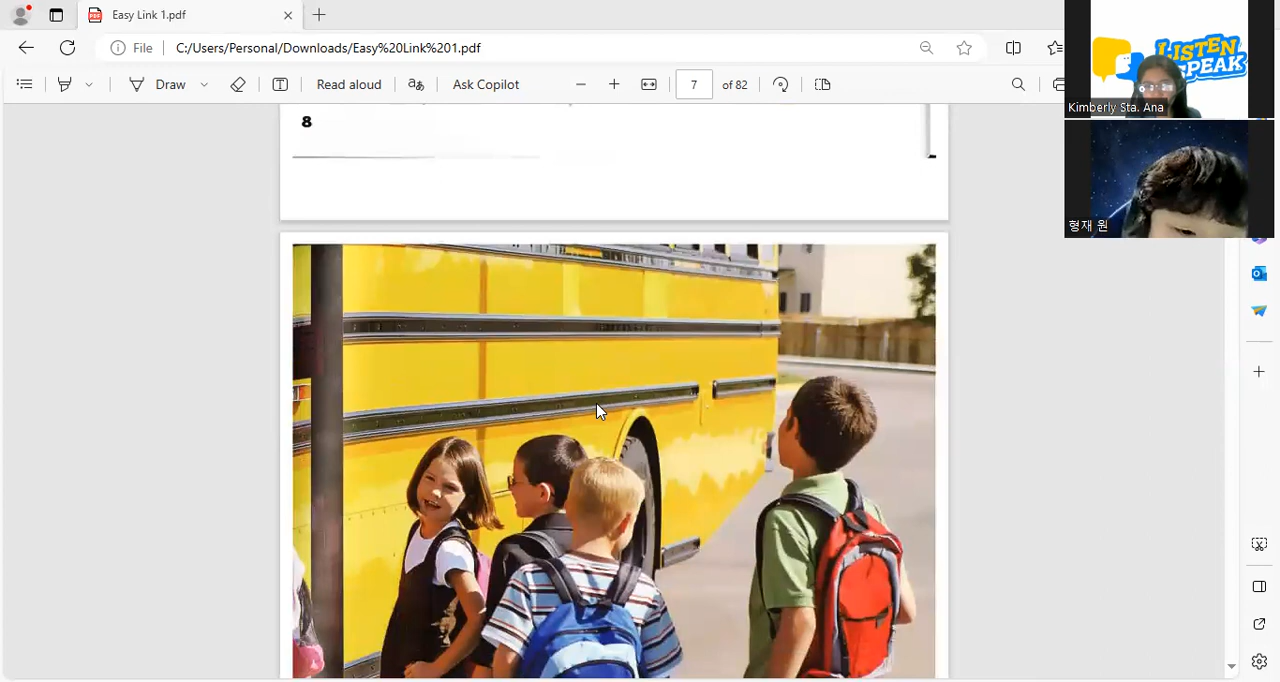 Easy Link 1.pdf
File
C:/Users/Personal/Downloads/Easy%20Link%201.pdf
Draw
Read aloud
Ask Copilot
7
of 82
8
LISTEN
SPEAK
Kimberly Sta. Ana
형재 원